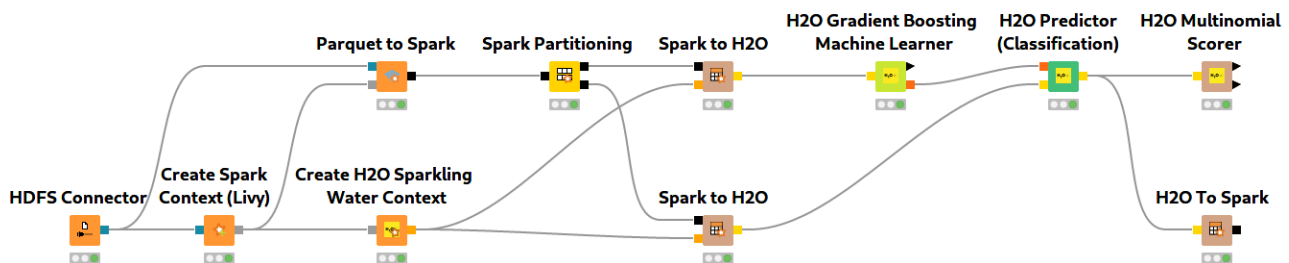 H2O Gradient Boosting
Machine Learner
H2O Predictor
(Classification)
H2O Multinomial
Scorer
Parquet to Spark
Spark Partitioning
Spark to H2O
HDFS Connector
Create Spark
Context (Livy)
Create H2O Sparkling
Water Context
Spark to H2O
H2O To Spark